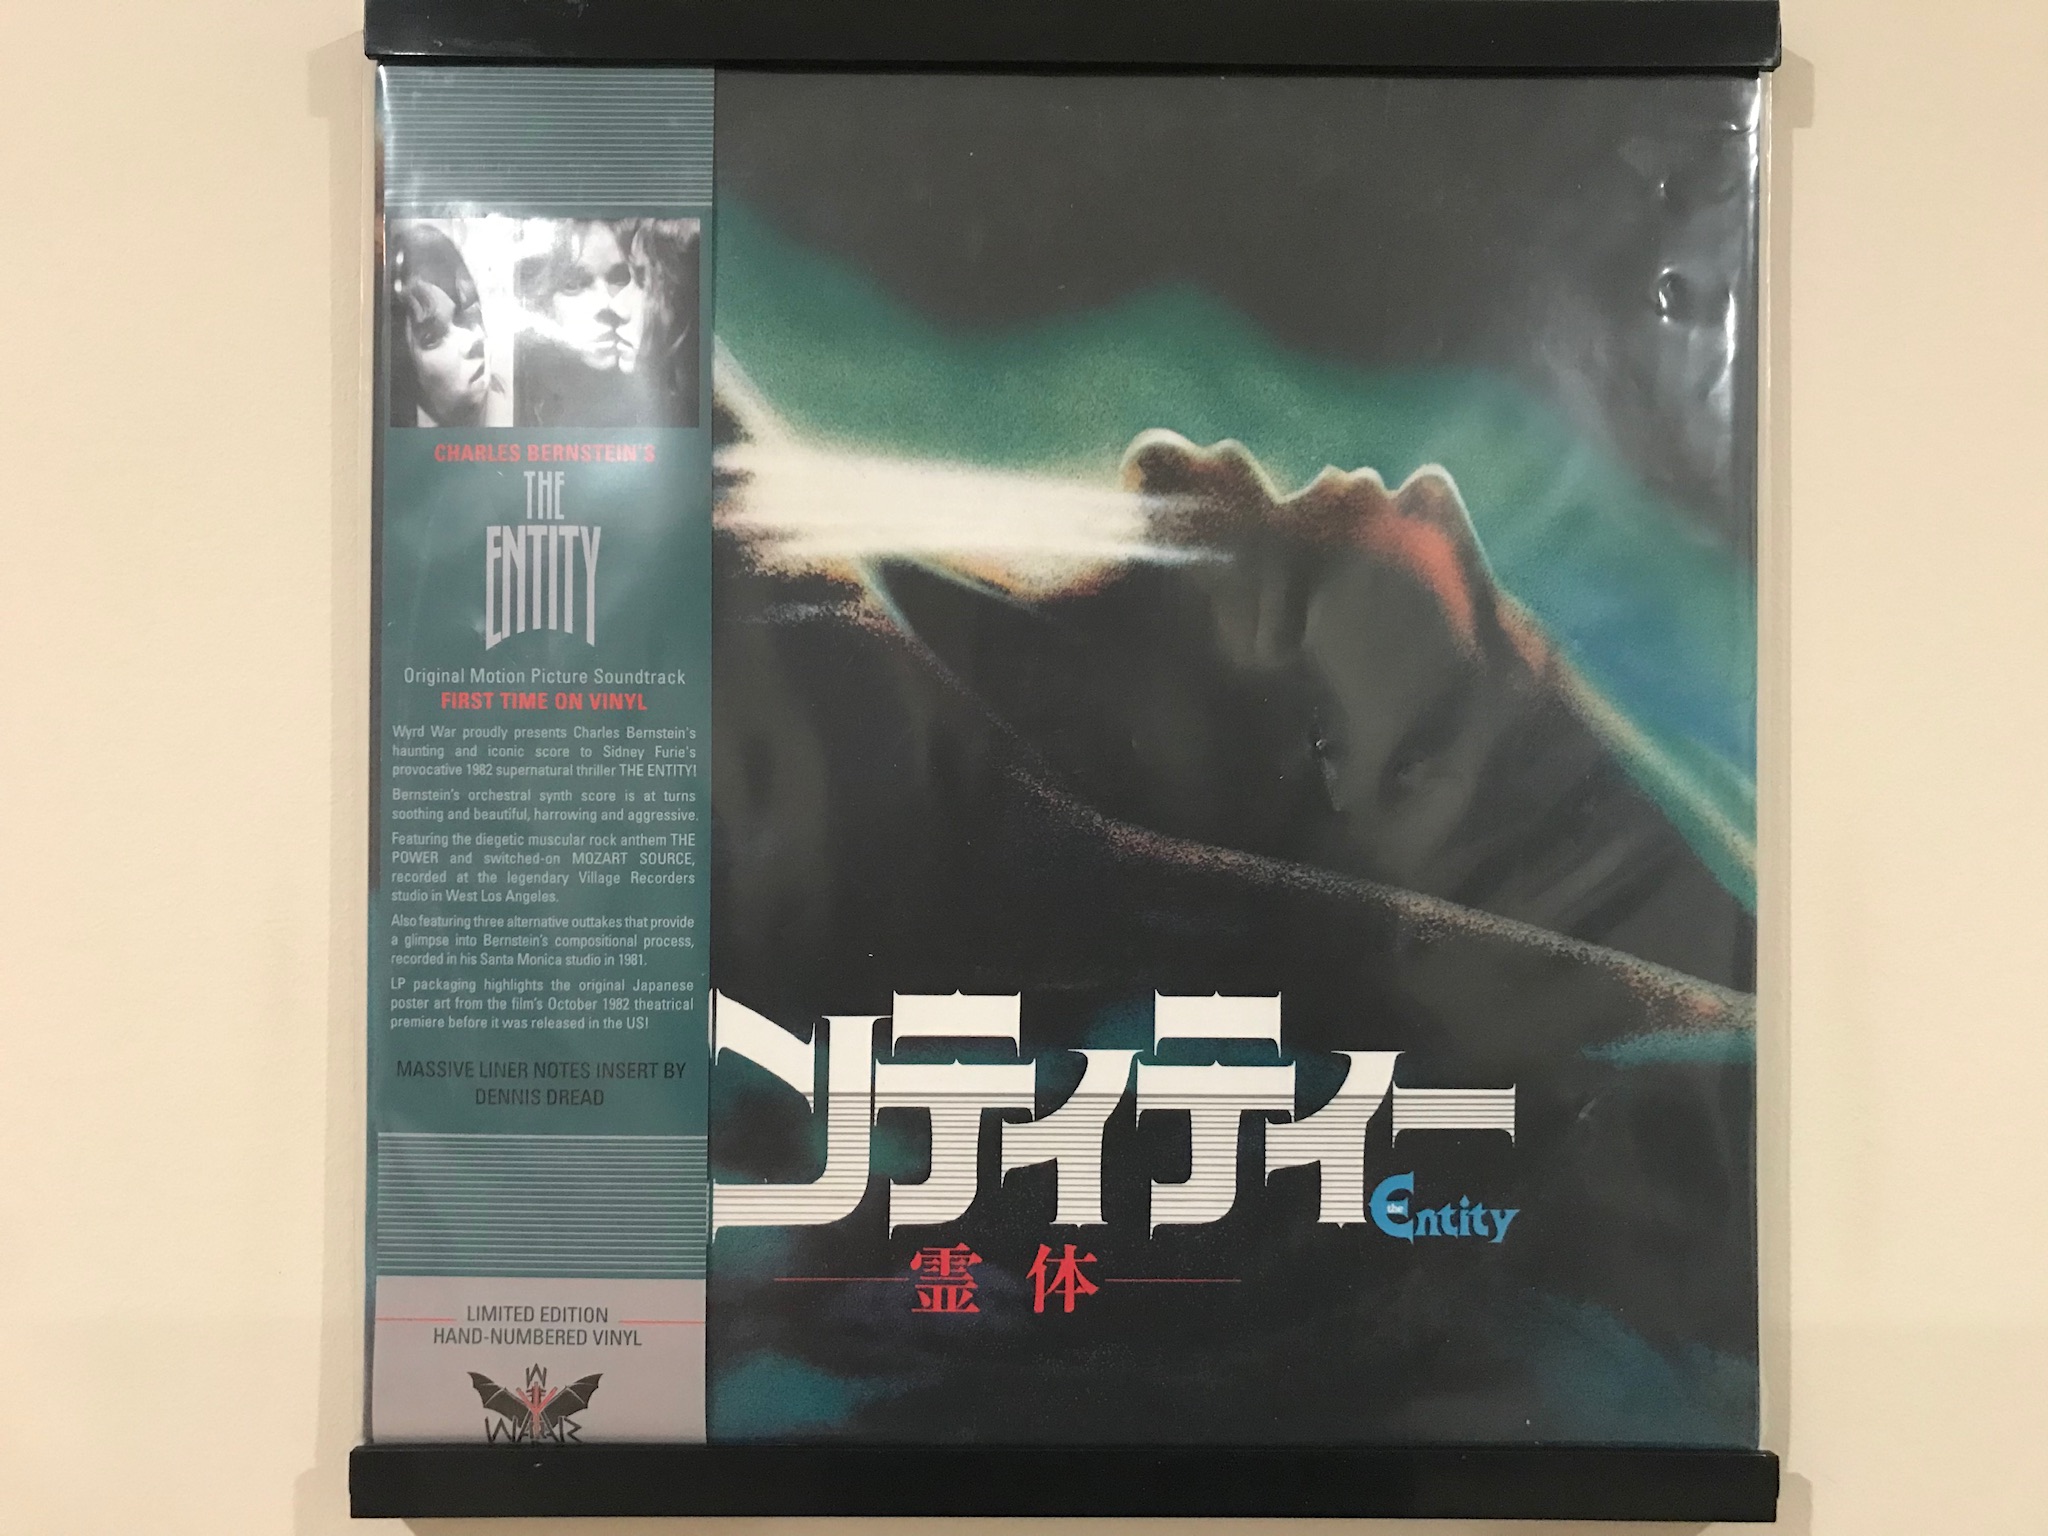 CHARLES BERNSTEIN'S
THE
ENTITY
Original Motion Picture Soundtrack
FIRST TIME ON VINYL
Wyrd War proudly presents Charles Bernstein's
haunting and iconic score to Sidney Furie's
provocative 1982 supernatural thriller THE ENTITY!
Bernstein's orchestral synth score is at turns
soothing and beautiful, harrowing and aggressive.
Featuring the diegetic muscular rock anthem THE
POWER and switched-on MOZART SOURCE,
recorded at the legendary Village Recorders
studio in West Los Angeles.
Also featuring three alternative outtakes that provide
a glimpse into Bernstein's compositional process,
recorded in his Santa Monica studio in 1981.
LP packaging highlights the original Japanese
poster art from the film's October 1982 theatrical
premiere before it was released in the US!
MASSIVE LINER NOTES INSERT BY
DENNIS DREAD
LIMITED EDITION
HAND-NUMBERED VINYL
WAR
ンティティー
the Entity
霊体